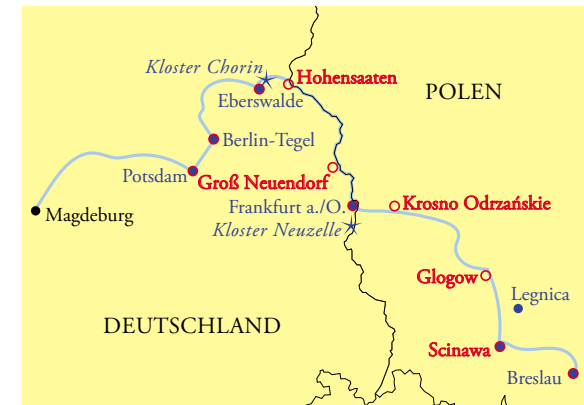 Kloster Chorin
Hohensaaten
Eberswalde
POLEN
Berlin-Tegel
Potsdam
Groß Neuendorf
Frankfurt a./O.
Krosno Odrzańskie
Magdeburg
Kloster Neuzelle
Glogow
Legnica
DEUTSCHLAND
Scinawa
Breslau